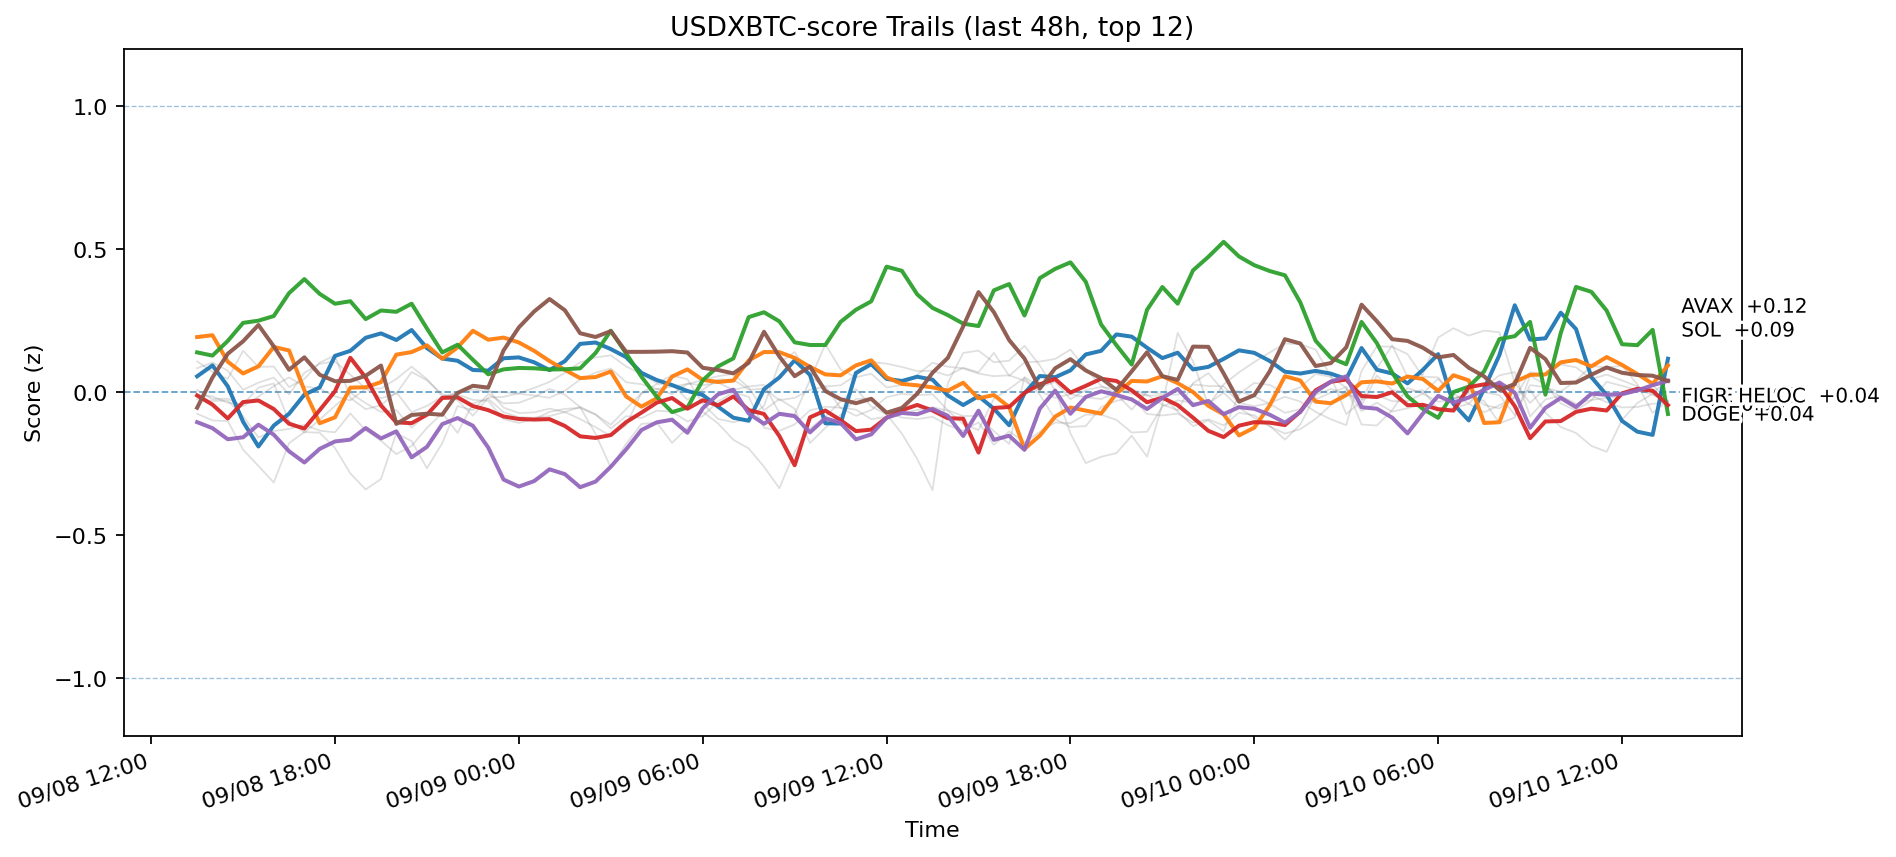 USDXBTC-score Trails (last 48h, top 12)
Score (z)
1.0
0.5
0.0
−0.5
−1.0
AVAX +0.12
SOL +0.09
HELOC +0.04
DOGE +0.04
09/08 12:00
09/08 18:00
09/09 00:00
09/09 06:00
09/09 12:00
09/09 18:00
09/10 00:00
09/10 06:00
09/10 12:00
Time